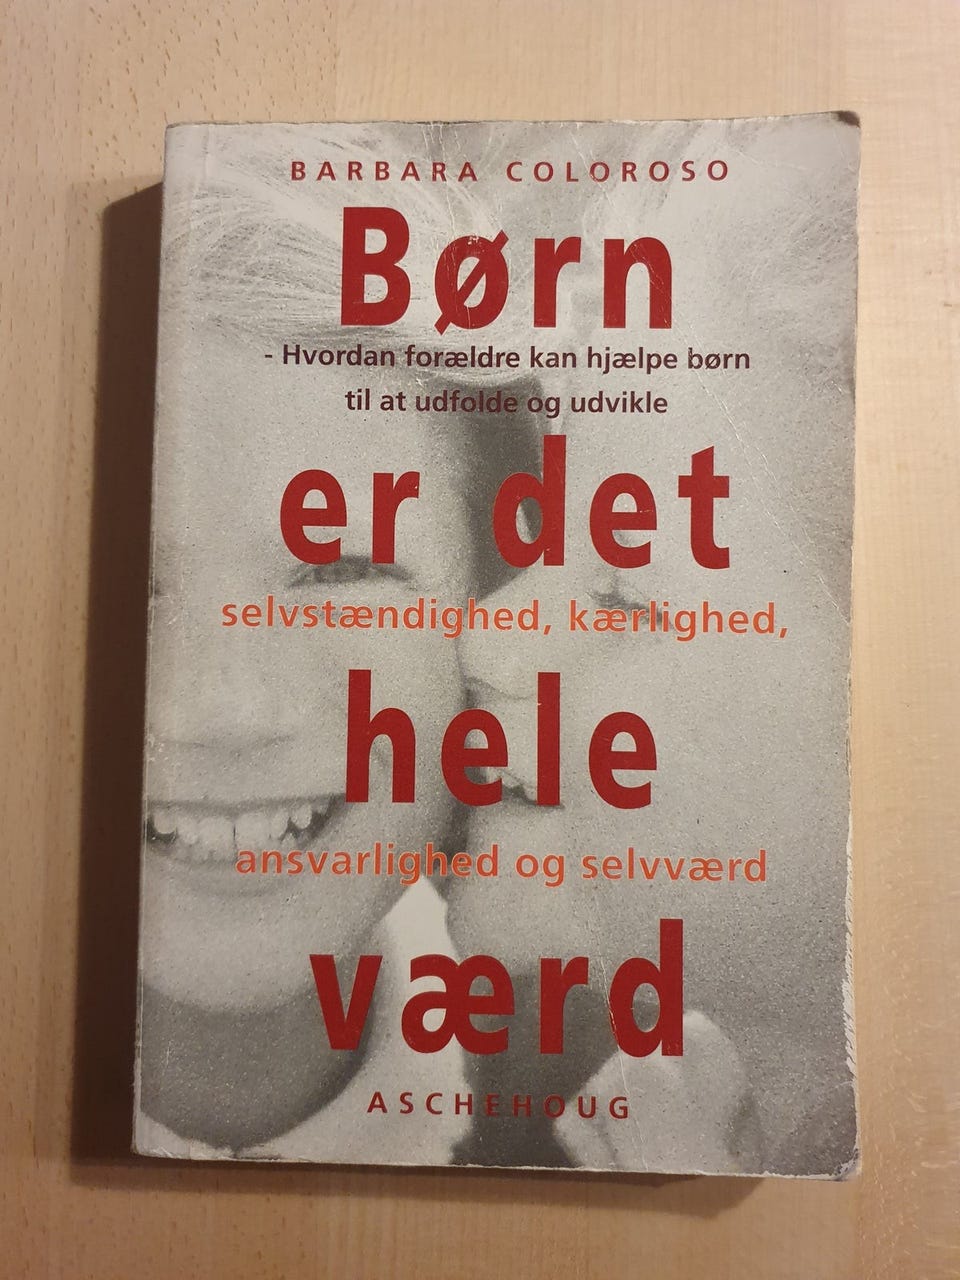 BARBARA COLOROSO
Børn
- Hvordan forældre kan hjælpe børn
til at udfolde og udvikle
er det
selvstændighed, kærlighed,
hele
ansvarlighed og selvværd
værd
ASCHEHOUG